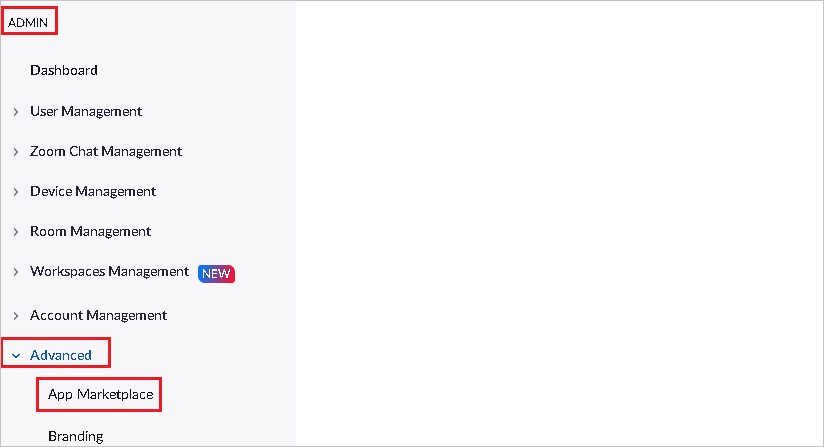 ADMIN
Dashboard
User Management
Zoom Chat Management
Device Management
Room Management
Workspaces Management NEW
Account Management
Advanced
App Marketplace
Branding